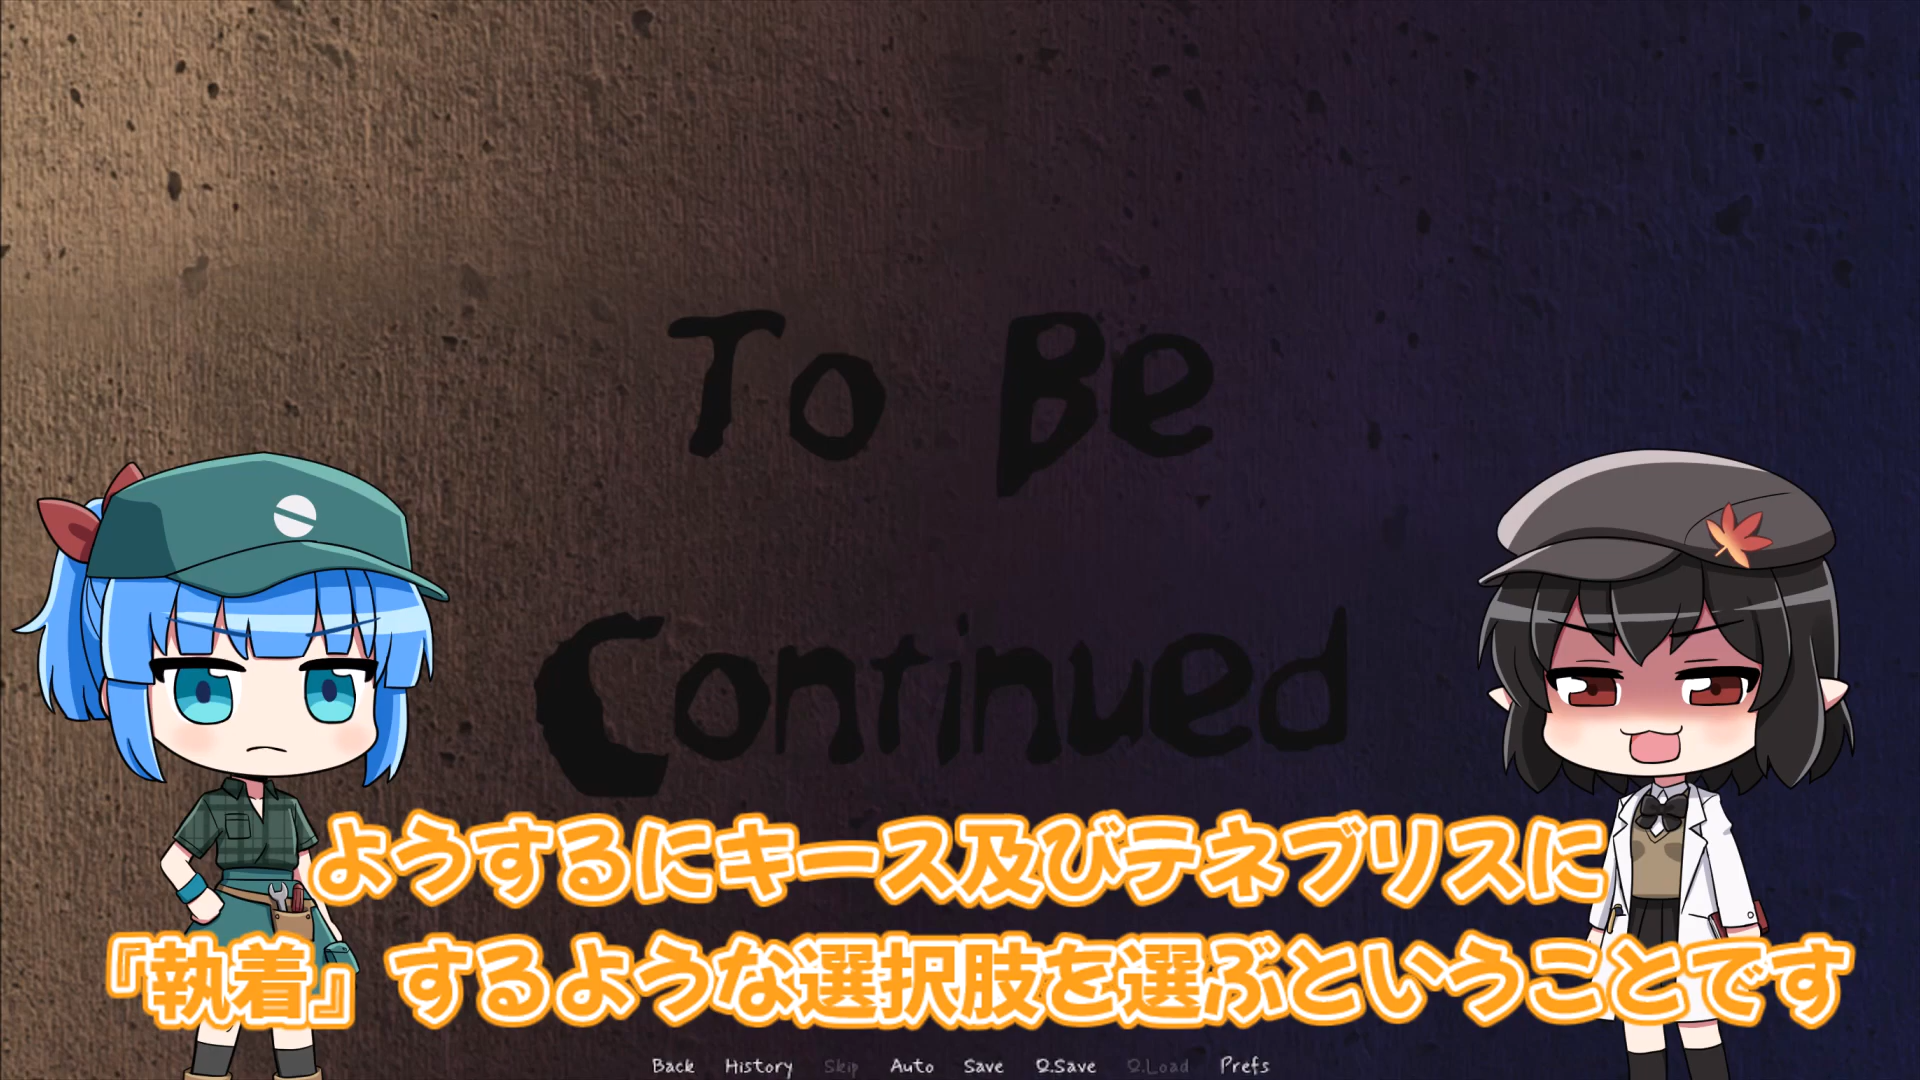 To Be
Continued
ようするにキース及びテネブリスに
『執着』するような選択肢を選ぶということです
Back History Skip Auto Save Q.Save Q.Load Prefs